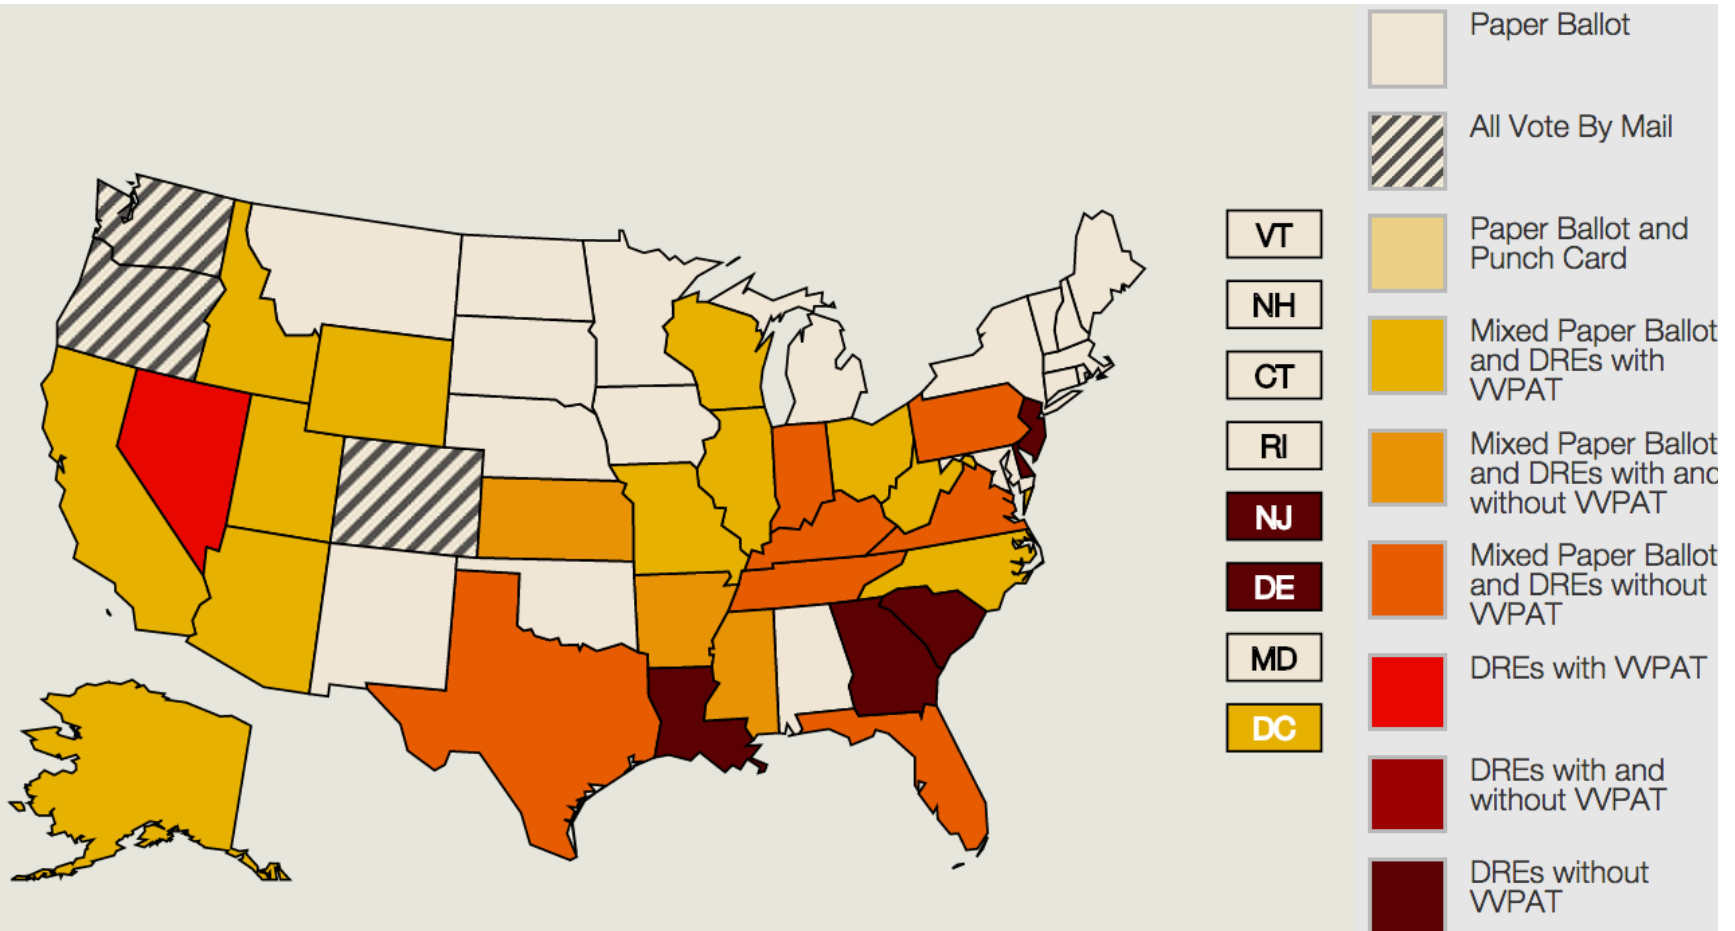 VT
NH
CT
RI
NJ
DE
MD
DC
Paper Ballot
All Vote By Mail
Paper Ballot and
Punch Card
Mixed Paper Ballot
and DREs with
VVPAT
Mixed Paper Ballot
and DREs with and
without VVPAT
Mixed Paper Ballot
and DREs without
VVPAT
DREs with VVPAT
DREs with and
without VVPAT
DREs without
VVPAT